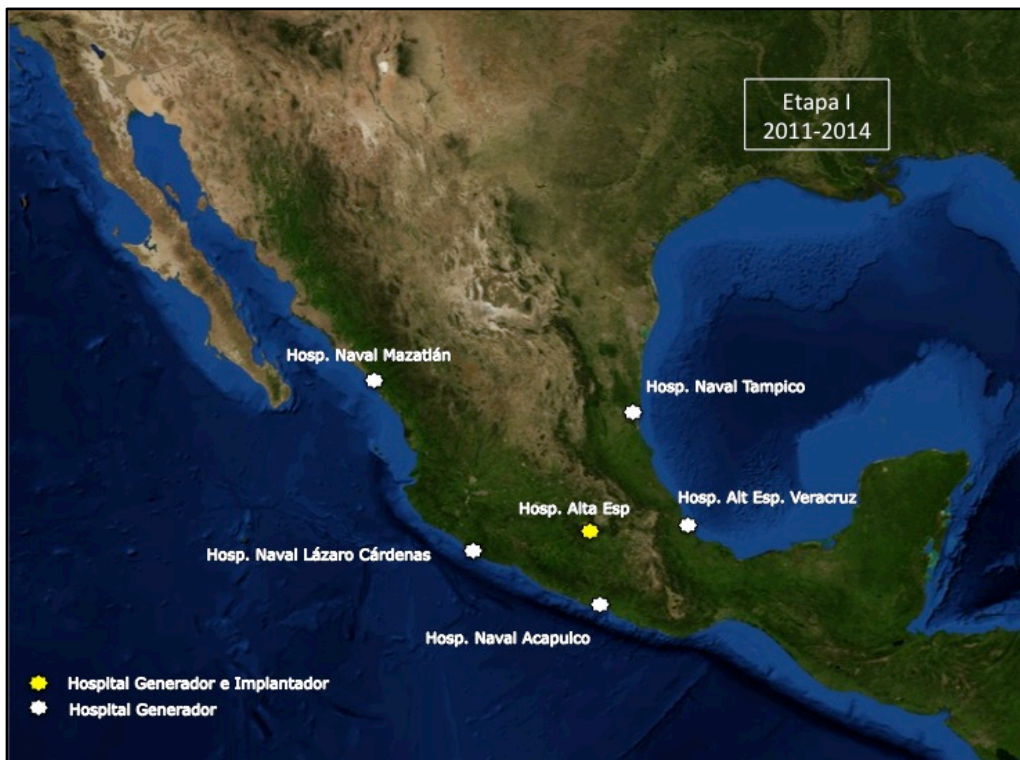 Etapa I
2011-2014
Hosp. Naval Mazatlán
Hosp. Naval Tampico
Hosp. Alt Esp. Veracruz
Hosp. Alta Esp
Hosp. Naval Lázaro Cárdenas
Hosp. Naval Acapulco
Hospital Generador e Implantador
Hospital Generador